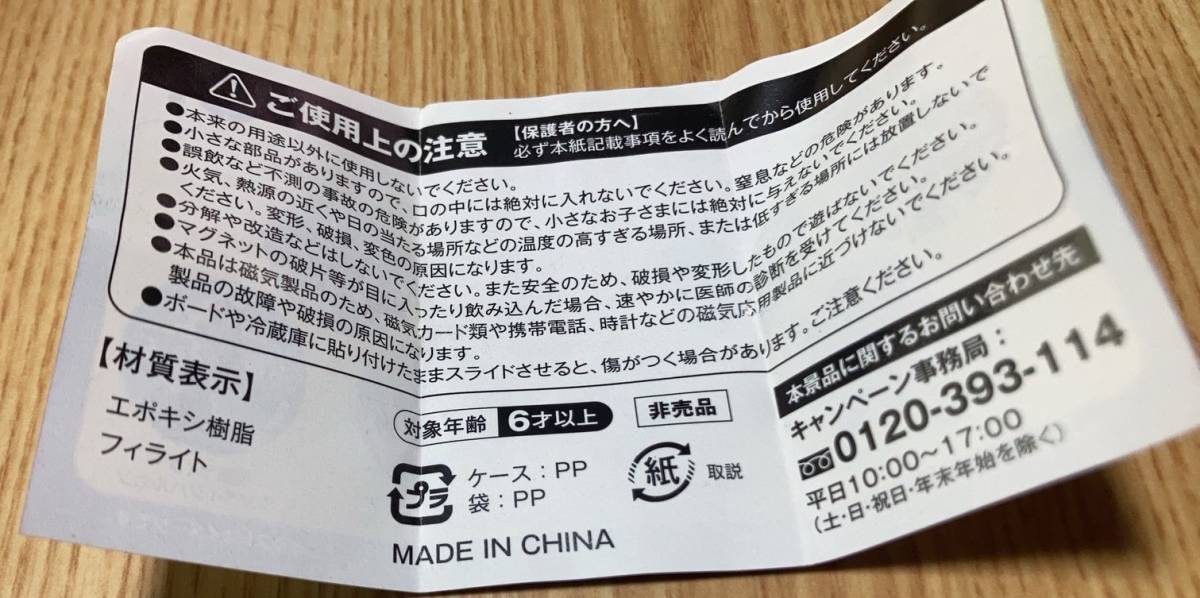 ご使用上の注意 【保護者の方へ】
必ず本紙記載事項をよく読んでから使用してください。
●本来の用途以外に使用しないでください。
●小さな部品がありますので、口の中には絶対に入れないでください。窒息などの危険があります。
●誤飲など不測の事故の危険がありますので、小さなお子さまには絶対に与えないでください。
●火気、熱源の近くや日の当たる場所などの温度の高すぎる場所、または低すぎる場所には放置しないで
ください。変形、破損、変色の原因になります。
●分解や改造などはしないでください。また安全のため、破損や変形したもので遊ばないでください。
●マグネットの破片等が目に入ったり飲み込んだ場合、速やかに医師の診断を受けてください。
●本品は磁気製品のため、磁気カード類や携帯電話、時計などの磁気応用製品に近づけないでください
製品の故障や破損の原因になります。
●ボードや冷蔵庫に貼り付けたままスライドさせると、傷がつく場合があります。ご注意ください。
【材質表示】
エポキシ樹脂
フィライト
対象年齢 6才以上
非売品
プラ
ケース：PP
袋：PP
紙 取説
MADE IN CHINA
本景品に関するお問い合わせ先
キャンペーン事務局：
0120-393-114
平日10:00～17:00
（土・日・祝日・年末年始を除く）